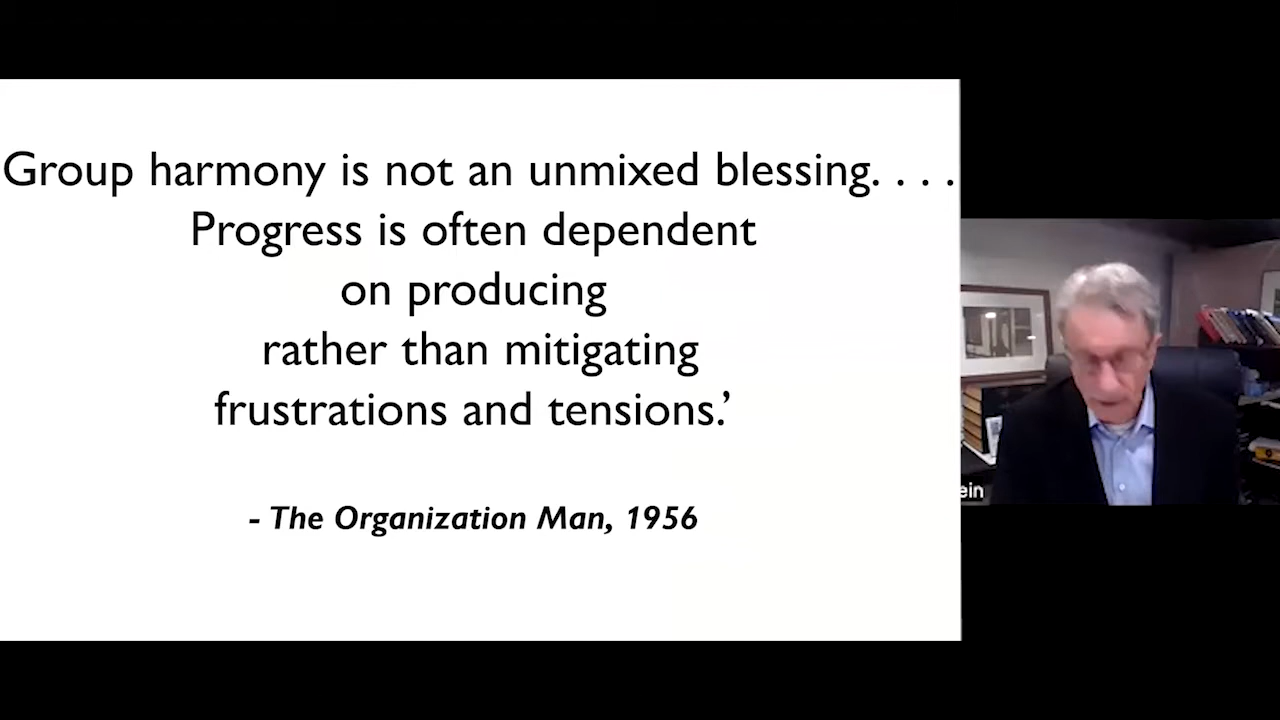 Group harmony is not an unmixed blessing. . . .
Progress is often dependent
on producing
rather than mitigating
frustrations and tensions.’
- The Organization Man, 1956
ein